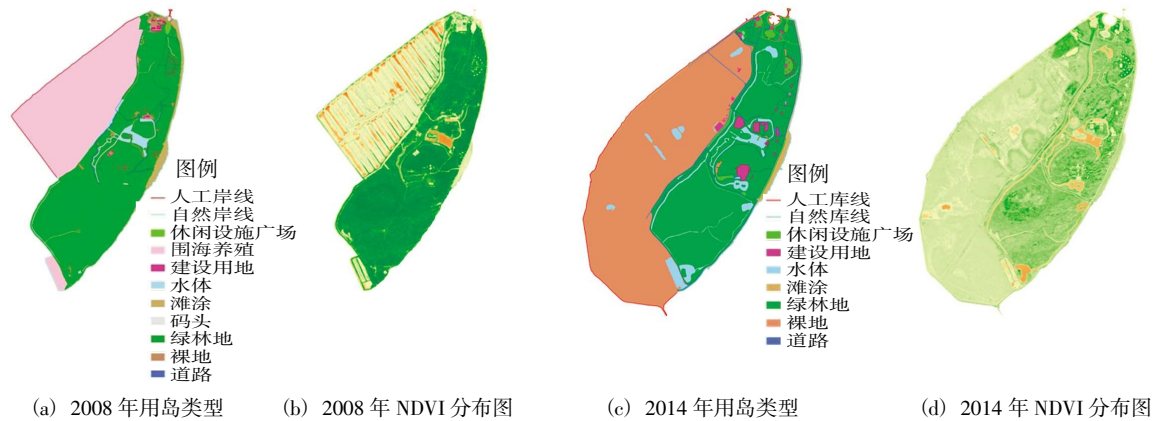 图例
人工岸线
自然岸线
休闲设施广场
围海养殖
建设用地
水体
滩涂
码头
绿林地
裸地
道路
图例
人工库线
自然库线
休闲设施广场
建设用地
水体
滩涂
绿林地
裸地
道路
(a) 2008 年用岛类型
(b) 2008 年 NDVI 分布图
(c) 2014 年用岛类型
(d) 2014 年 NDVI 分布图